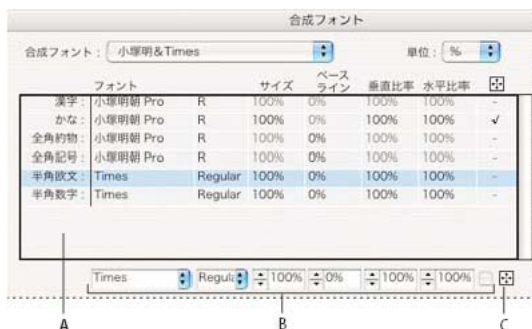 合成フォント
合成フォント： 小塚明&Times 単位： %
フォント サイズ ベースライン 垂直比率 水平比率
漢字： 小塚明朝 Pro R 100% 0% 100% 100% -
かな： 小塚明朝 Pro R 100% 0% 100% 100% √
全角約物： 小塚明朝 Pro R 100% 0% 100% 100% -
全角記号： 小塚明朝 Pro R 100% 0% 100% 100% -
半角欧文： Times Regular 100% 0% 100% 100% -
半角数字： Times Regular 100% 0% 100% 100% -
Times Regula 100% 0% 100% 100%
A B C